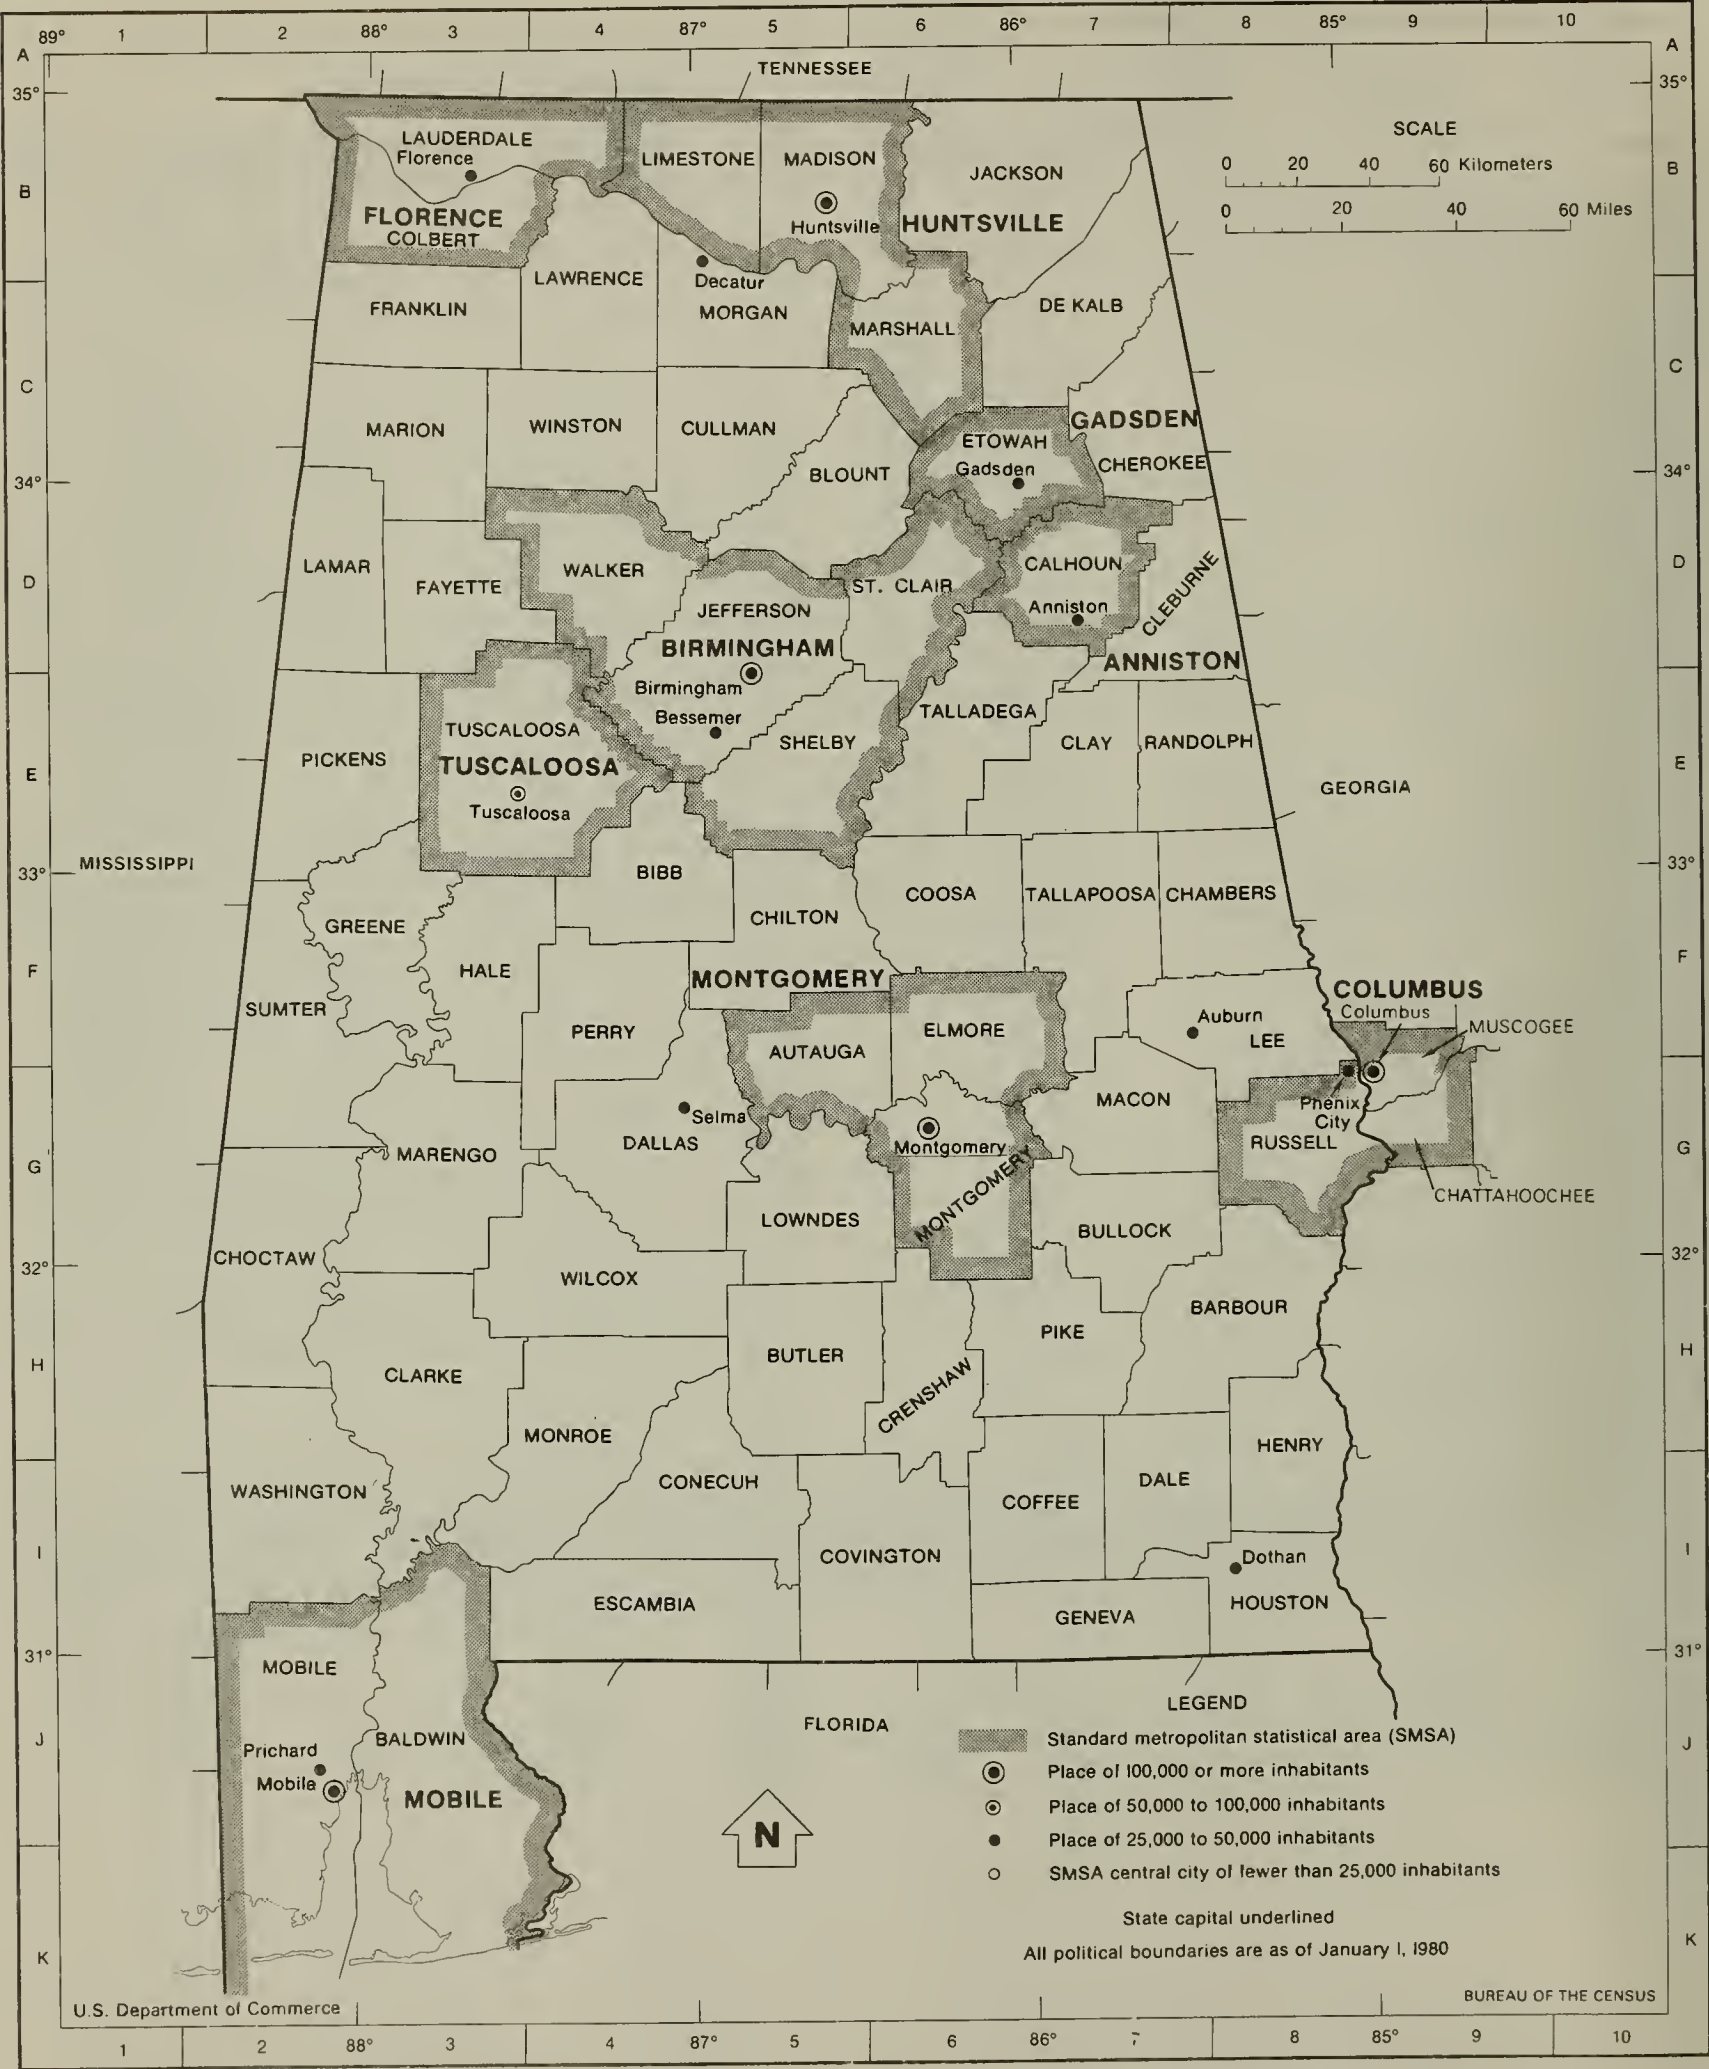 89° 1 2 88° 3 4 87° 5 6 86° 7 8 85° 9 10
A A
TENNESSEE
35° 35°
SCALE
0 20 40 60 Kilometers
0 20 40 60 Miles
LAUDERDALE
Florence
LIMESTONE
MADISON
JACKSON
B B
FLORENCE
COLBERT
Huntsville
HUNTSVILLE
LAWRENCE
Decatur
MORGAN
FRANKLIN
MARSHALL
DE KALB
C C
MARION
WINSTON
CULLMAN
BLOUNT
ETOWAH
Gadsden
GADSDEN
CHEROKEE
34° 34°
LAMAR
FAYETTE
WALKER
JEFFERSON
ST. CLAIR
CALHOUN
Anniston
CLEBURNE
D D
BIRMINGHAM
Birmingham
Bessemer
ANNISTON
TUSCALOOSA
TUSCALOOSA
Tuscaloosa
SHELBY
TALLADEGA
CLAY
RANDOLPH
PICKENS
E E
GEORGIA
MISSISSIPPI
33° 33°
BIBB
COOSA
TALLAPOOSA
CHAMBERS
GREENE
CHILTON
HALE
F F
SUMTER
MONTGOMERY
COLUMBUS
Columbus
MUSCOGEE
PERRY
AUTAUGA
ELMORE
Auburn
LEE
Selma
DALLAS
MACON
Phenix
City
RUSSELL
Montgomery
MONTGOMERY
MARENGO
G G
CHATTAHOOCHEE
LOWNDES
BULLOCK
CHOCTAW
32° 32°
WILCOX
BARBOUR
PIKE
BUTLER
CRENSHAW
CLARKE
H H
MONROE
HENRY
WASHINGTON
CONECUH
COFFEE
DALE
COVINGTON
I I
Dothan
ESCAMBIA
GENEVA
HOUSTON
31° 31°
MOBILE
BALDWIN
Prichard
Mobile
MOBILE
J J
FLORIDA
LEGEND
Standard metropolitan statistical area (SMSA)
Place of 100,000 or more inhabitants
Place of 50,000 to 100,000 inhabitants
Place of 25,000 to 50,000 inhabitants
SMSA central city of fewer than 25,000 inhabitants
N
State capital underlined
All political boundaries are as of January 1, 1980
K K
U.S. Department of Commerce
BUREAU OF THE CENSUS
1 2 88° 3 4 87° 5 6 86° 7 8 85° 9 10